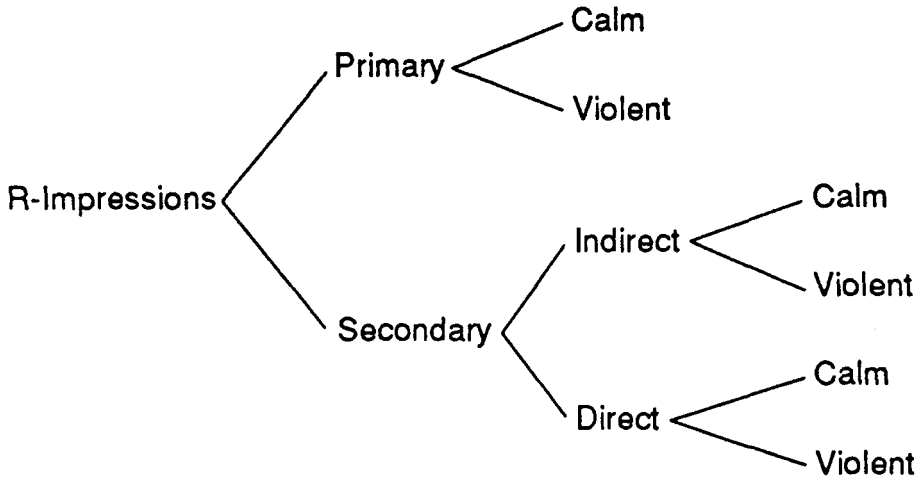 Calm
Primary
Violent
R-Impressions
Calm
Indirect
Violent
Secondary
Calm
Direct
Violent